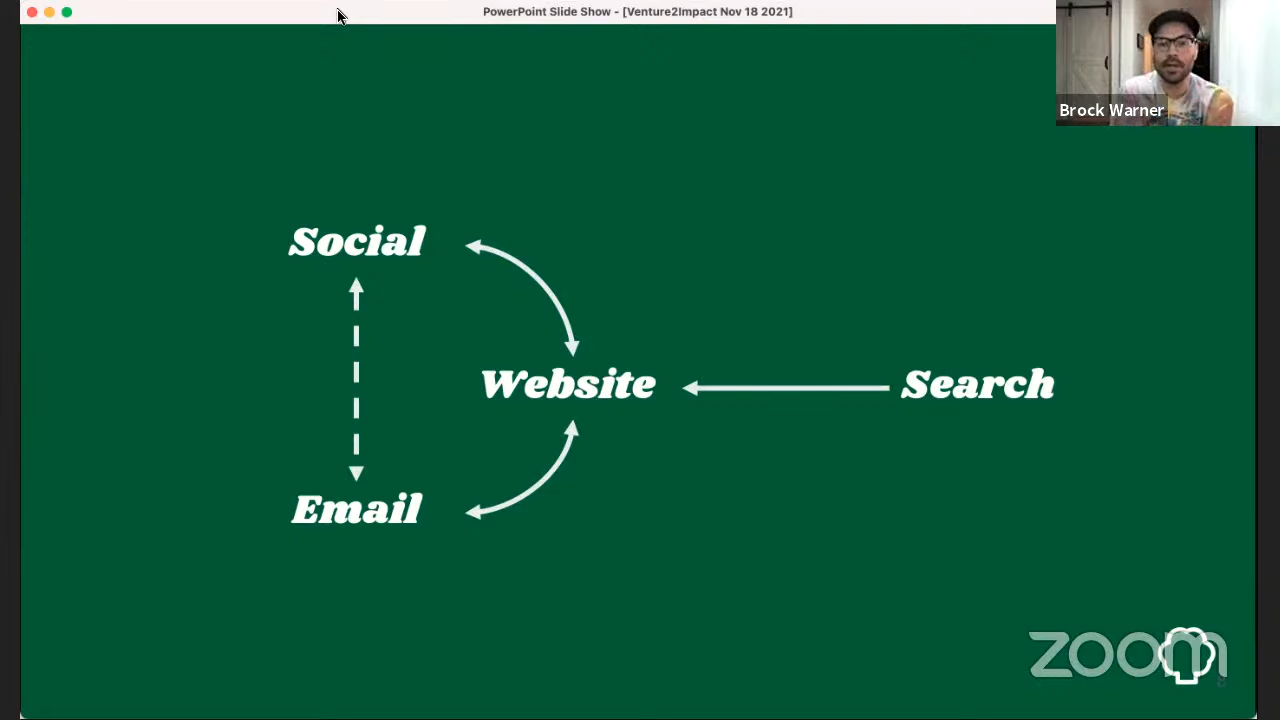 PowerPoint Slide Show - [Venture2Impact Nov 18 2021]
Brock Warner
Social
Website
Search
Email
zoom